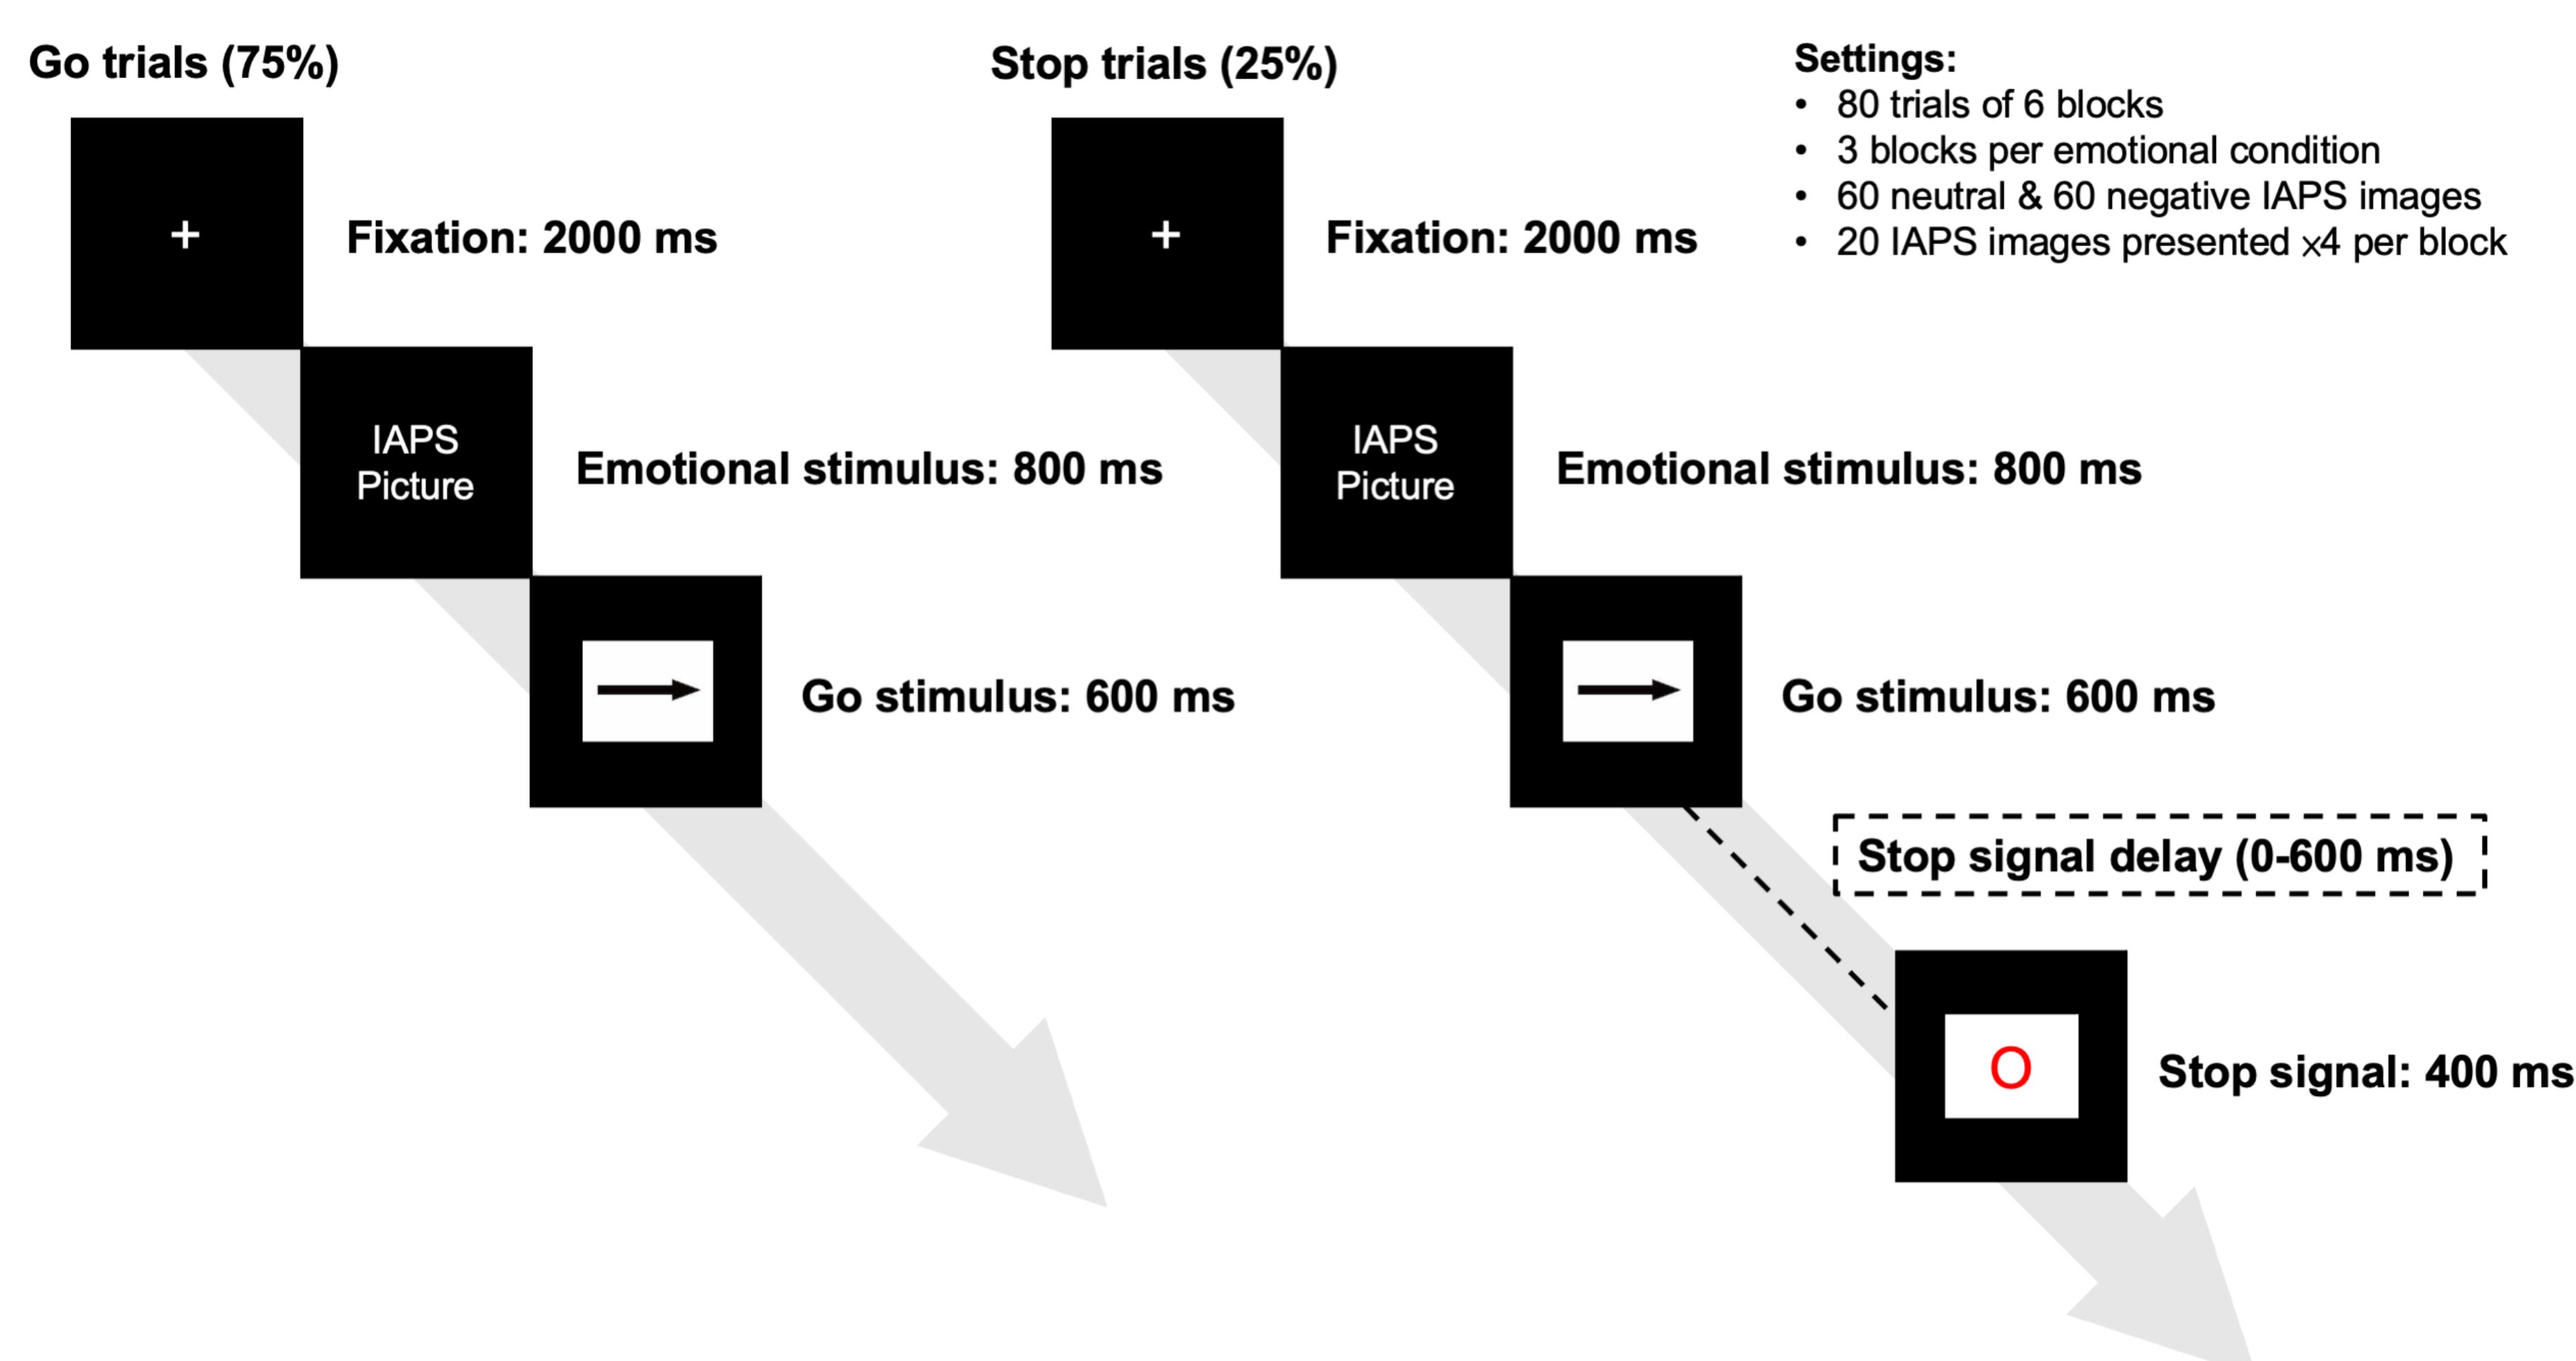 Go trials (75%)
+
Fixation: 2000 ms
IAPS
Picture
Emotional stimulus: 800 ms
Go stimulus: 600 ms
Stop trials (25%)
+
Fixation: 2000 ms
IAPS
Picture
Emotional stimulus: 800 ms
Go stimulus: 600 ms
Stop signal delay (0-600 ms)
O
Stop signal: 400 ms
Settings:
• 80 trials of 6 blocks
• 3 blocks per emotional condition
• 60 neutral & 60 negative IAPS images
• 20 IAPS images presented ×4 per block